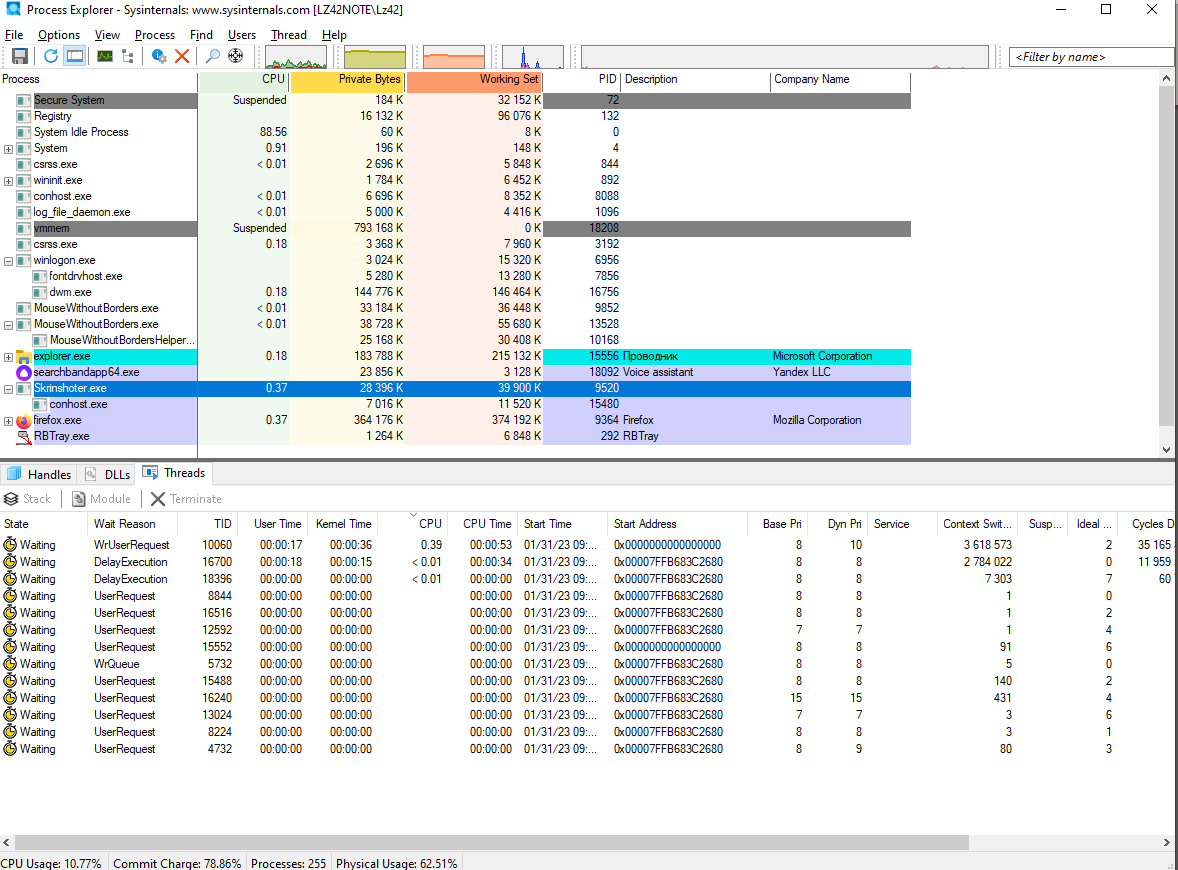 Process Explorer - Sysinternals: www.sysinternals.com [LZ42NOTE\Lz42]
File Options View Process Find Users Thread Help
<Filter by name>
Process CPU Private Bytes Working Set PID Description Company Name
Secure System Suspended 184 K 32 152 K 72
Registry 16 132 K 96 076 K 132
System Idle Process 88.56 60 K 8 K 0
System 0.91 196 K 148 K 4
csrss.exe < 0.01 2 696 K 5 848 K 844
wininit.exe 1 784 K 6 452 K 892
conhost.exe < 0.01 6 696 K 8 352 K 8088
log_file_daemon.exe < 0.01 5 000 K 4 416 K 1096
vmmem Suspended 793 168 K 0 K 18208
csrss.exe 0.18 3 368 K 7 960 K 3192
winlogon.exe 3 024 K 15 320 K 6956
fontdrvhost.exe 5 280 K 13 280 K 7856
dwm.exe 0.18 144 776 K 146 464 K 16756
MouseWithoutBorders.exe < 0.01 33 184 K 36 448 K 9852
MouseWithoutBorders.exe < 0.01 38 728 K 55 680 K 13528
MouseWithoutBordersHelper... 25 168 K 30 408 K 10168
explorer.exe 0.18 183 788 K 215 132 K 15556 Проводник Microsoft Corporation
searchbandapp64.exe 23 856 K 3 128 K 18092 Voice assistant Yandex LLC
Skrinshoter.exe 0.37 28 396 K 39 900 K 9520
conhost.exe 7 016 K 11 520 K 15480
firefox.exe 0.37 364 176 K 374 192 K 9364 Firefox Mozilla Corporation
RBTray.exe 1 264 K 6 848 K 292 RBTray
Handles DLLs Threads
Stack Module Terminate
State Wait Reason TID User Time Kernel Time CPU CPU Time Start Time Start Address Base Pri Dyn Pri Service Context Swit... Susp... Ideal ... Cycles D
Waiting WrUserRequest 10060 00:00:17 00:00:36 0.39 00:00:53 01/31/23 09:... 0x0000000000000000 8 10 3 618 573 2 35 165
Waiting DelayExecution 16700 00:00:18 00:00:15 < 0.01 00:00:34 01/31/23 09:... 0x00007FFB683C2680 8 8 2 784 022 0 11 959
Waiting DelayExecution 18396 00:00:00 00:00:00 < 0.01 00:00:00 01/31/23 09:... 0x00007FFB683C2680 8 8 7 303 7 60
Waiting UserRequest 8844 00:00:00 00:00:00 00:00:00 01/31/23 09:... 0x00007FFB683C2680 8 8 1 0
Waiting UserRequest 16516 00:00:00 00:00:00 00:00:00 01/31/23 09:... 0x00007FFB683C2680 8 8 1 2
Waiting UserRequest 12592 00:00:00 00:00:00 00:00:00 01/31/23 09:... 0x00007FFB683C2680 7 7 1 4
Waiting UserRequest 15552 00:00:00 00:00:00 00:00:00 01/31/23 09:... 0x0000000000000000 8 8 91 6
Waiting WrQueue 5732 00:00:00 00:00:00 00:00:00 01/31/23 09:... 0x00007FFB683C2680 8 8 5 0
Waiting UserRequest 15488 00:00:00 00:00:00 00:00:00 01/31/23 09:... 0x00007FFB683C2680 8 8 140 2
Waiting UserRequest 16240 00:00:00 00:00:00 00:00:00 01/31/23 09:... 0x00007FFB683C2680 15 15 431 4
Waiting UserRequest 13024 00:00:00 00:00:00 00:00:00 01/31/23 09:... 0x00007FFB683C2680 7 7 3 6
Waiting UserRequest 8224 00:00:00 00:00:00 00:00:00 01/31/23 09:... 0x00007FFB683C2680 8 8 3 1
Waiting UserRequest 4732 00:00:00 00:00:00 00:00:00 01/31/23 09:... 0x00007FFB683C2680 8 9 80 3
CPU Usage: 10.77% Commit Charge: 78.86% Processes: 255 Physical Usage: 62.51%